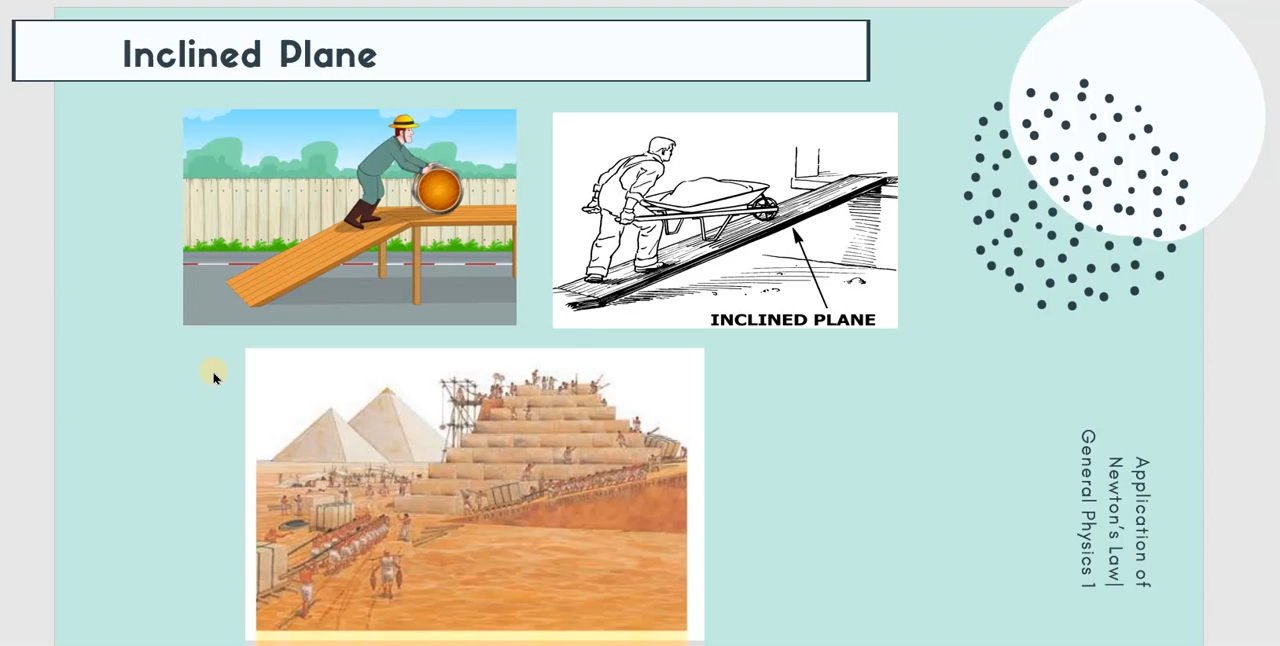 Inclined Plane
INCLINED PLANE
Application of
Newton's Law|
General Physics 1